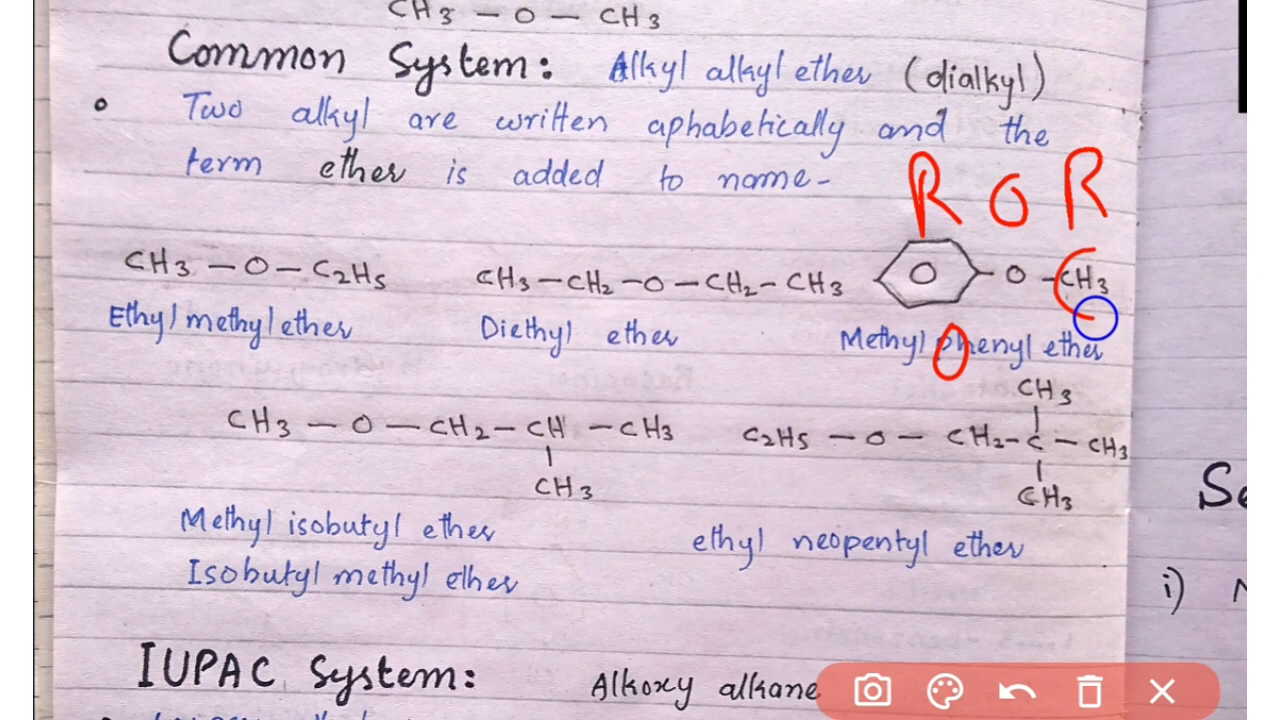 CH3 - O - CH3
Common System: Alkyl alkyl ether (dialkyl)
Two alkyl are written aphabetically and the
term ether is added to name-
R O R
CH3 - O - C2H5
CH3 - CH2 - O - CH2 - CH3
O - O - CH3
Ethyl methyl ether
Diethyl ether
Methyl phenyl ether
CH3 - O - CH2 - CH - CH3
CH3
Methyl isobutyl ether
Isobutyl methyl ether
CH3
C2H5 - O - CH2 - C - CH3
CH3
ethyl neopentyl ether
IUPAC System: Alkoxy alkane
i)